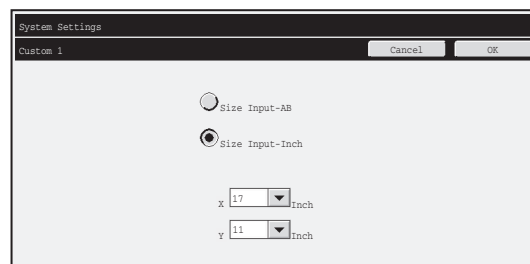 System Settings
Custom 1 Cancel OK
Size Input-AB
Size Input-Inch
X 17 Inch
Y 11 Inch